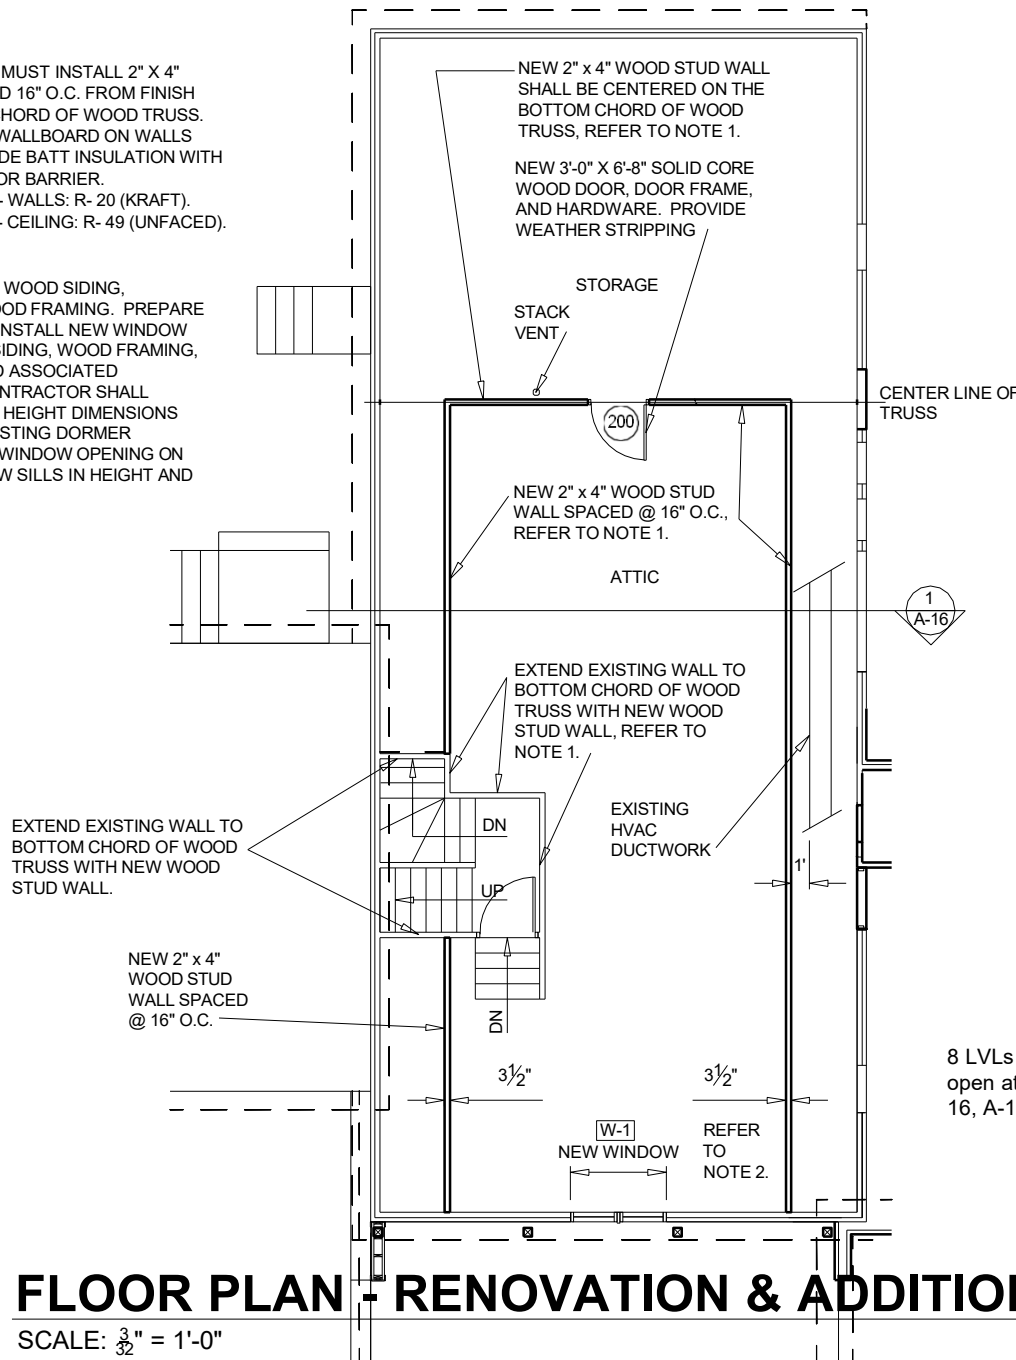 MUST INSTALL 2" X 4"
D 16" O.C. FROM FINISH
CHORD OF WOOD TRUSS.
WALLBOARD ON WALLS
DE BATT INSULATION WITH
OR BARRIER.
- WALLS: R- 20 (KRAFT).
- CEILING: R- 49 (UNFACED).
WOOD SIDING,
OOD FRAMING. PREPARE
NSTALL NEW WINDOW
SIDING, WOOD FRAMING,
D ASSOCIATED
ONTRACTOR SHALL
HEIGHT DIMENSIONS
STING DORMER
WINDOW OPENING ON
W SILLS IN HEIGHT AND
NEW 2" x 4" WOOD STUD WALL
SHALL BE CENTERED ON THE
BOTTOM CHORD OF WOOD
TRUSS, REFER TO NOTE 1.
NEW 3'-0" X 6'-8" SOLID CORE
WOOD DOOR, DOOR FRAME,
AND HARDWARE. PROVIDE
WEATHER STRIPPING
STORAGE
STACK
VENT
200
CENTER LINE OF
TRUSS
NEW 2" x 4" WOOD STUD
WALL SPACED @ 16" O.C.,
REFER TO NOTE 1.
ATTIC
1
A-16
EXTEND EXISTING WALL TO
BOTTOM CHORD OF WOOD
TRUSS WITH NEW WOOD
STUD WALL, REFER TO
NOTE 1.
EXTEND EXISTING WALL TO
BOTTOM CHORD OF WOOD
TRUSS WITH NEW WOOD
STUD WALL.
DN
EXISTING
HVAC
DUCTWORK
1'
UP
NEW 2" x 4"
WOOD STUD
WALL SPACED
@ 16" O.C.
DN
3½"
3½"
8 LVLs
open at
16, A-1
W-1
NEW WINDOW
REFER
TO
NOTE 2.
FLOOR PLAN - RENOVATION & ADDITION
SCALE: 3/32" = 1'-0"